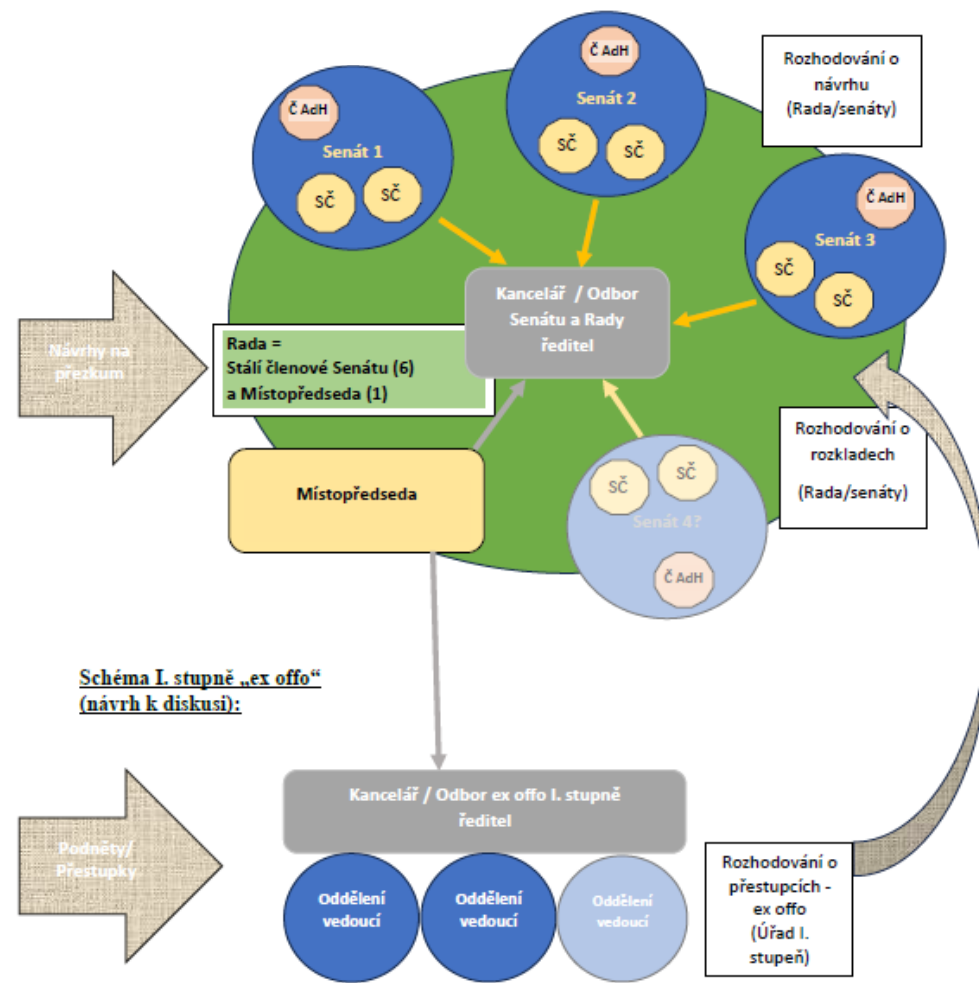 Č AdH
Senát 2
SČ
SČ
Rozhodování o
návrhu
(Rada/senáty)
Č AdH
Senát 1
SČ
SČ
Č AdH
Senát 3
SČ
SČ
Kancelář / Odbor
Senátu a Rady
ředitel
Návrhy na
přezkum
Rada =
Stálí členové Senátu (6)
a Místopředseda (1)
Rozhodování o
rozkladech
(Rada/senáty)
Místopředseda
SČ
SČ
Senát 4?
Č AdH
Schéma I. stupně „ex offo“
(návrh k diskusi):
Kancelář / Odbor ex offo I. stupně
ředitel
Podněty/
Přestupky
Oddělení
vedoucí
Oddělení
vedoucí
Oddělení
vedoucí
Rozhodování o
přestupcích -
ex offo
(Úřad I.
stupeň)